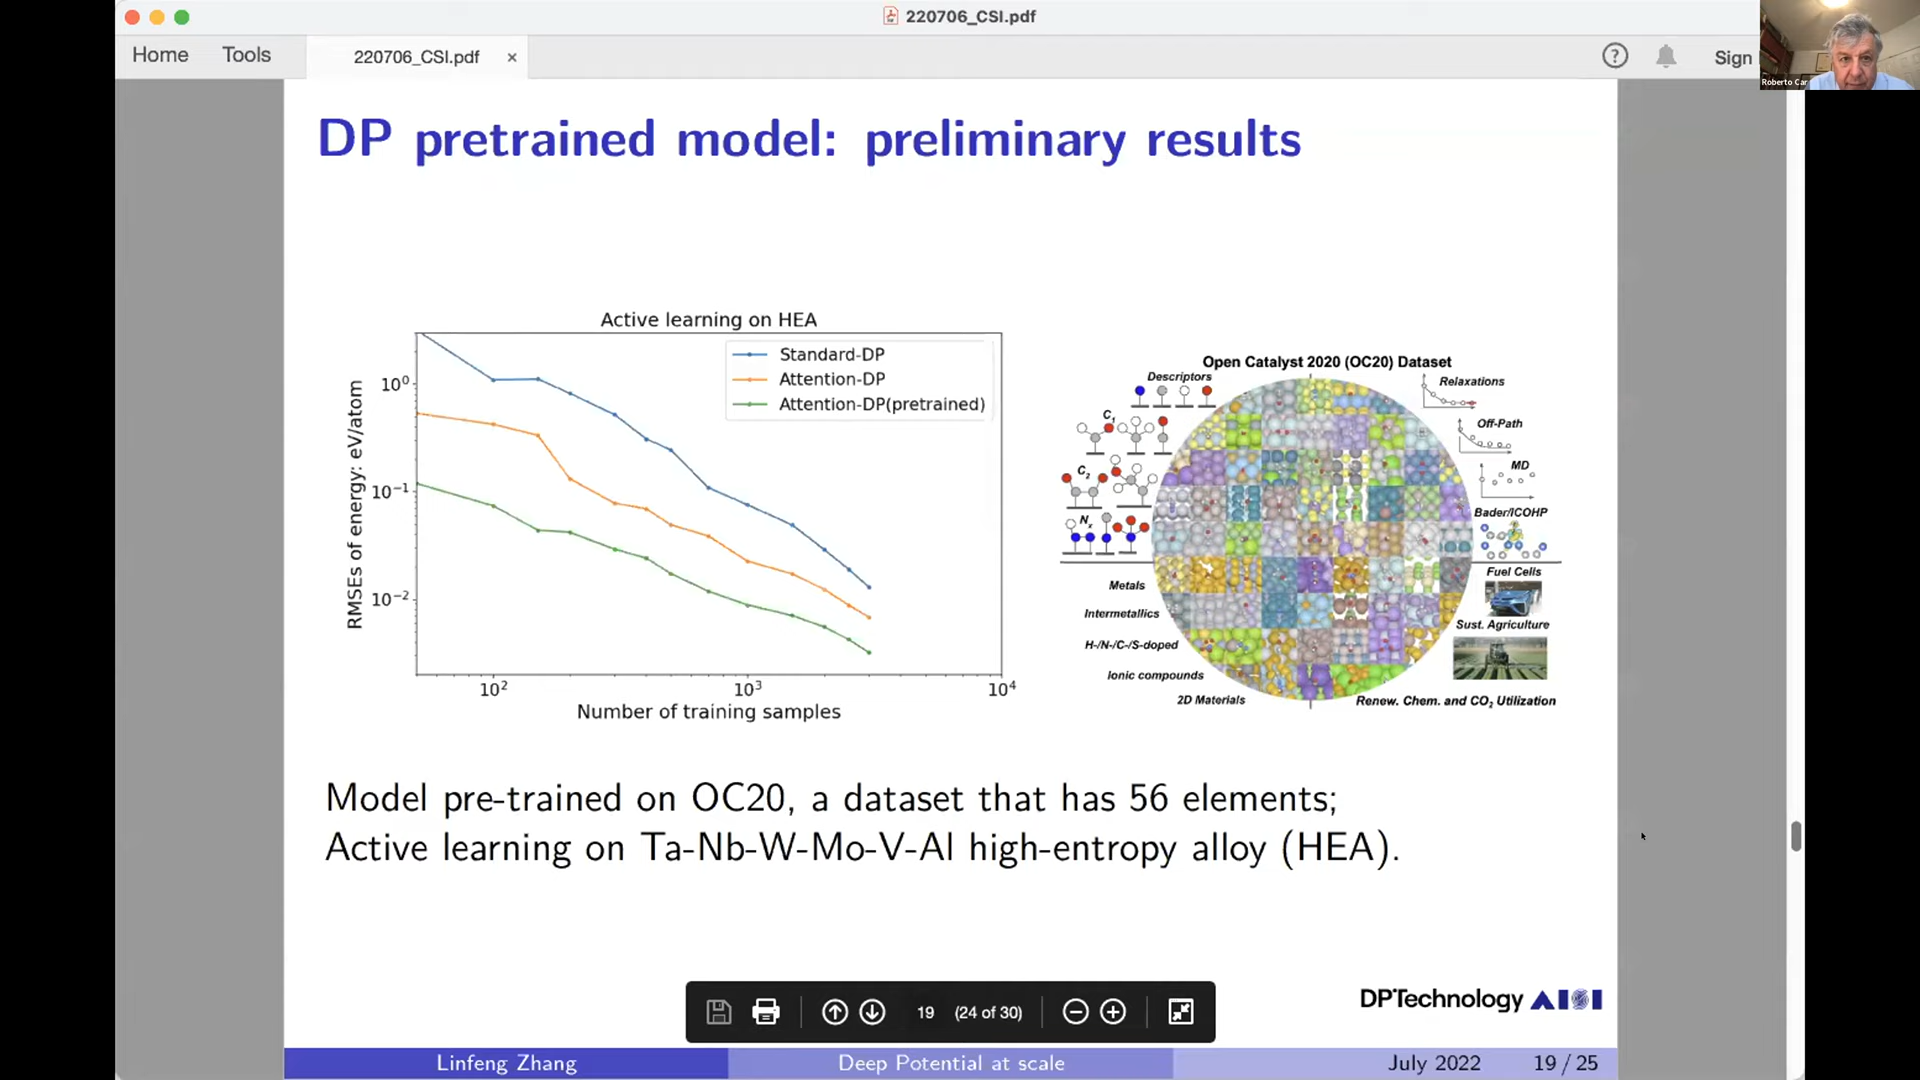 220706_CSI.pdf
Home
Tools
220706_CSI.pdf
×
?
Sign
Roberto Car
DP pretrained model: preliminary results
Active learning on HEA
Standard-DP
Attention-DP
Attention-DP(pretrained)
RMSEs of energy: eV/atom
10⁰
10⁻¹
10⁻²
10²
10³
10⁴
Number of training samples
Open Catalyst 2020 (OC20) Dataset
Descriptors
Relaxations
C₁
Off-Path
C₂
MD
Nₓ
Bader/ICOHP
Metals
Fuel Cells
Intermetallics
Sust. Agriculture
H-/N-/C-/S-doped
Ionic compounds
2D Materials
Renew. Chem. and CO₂ Utilization
Model pre-trained on OC20, a dataset that has 56 elements;
Active learning on Ta-Nb-W-Mo-V-Al high-entropy alloy (HEA).
DP Technology AISI
19 (24 of 30)
Linfeng Zhang
Deep Potential at scale
July 2022
19 / 25